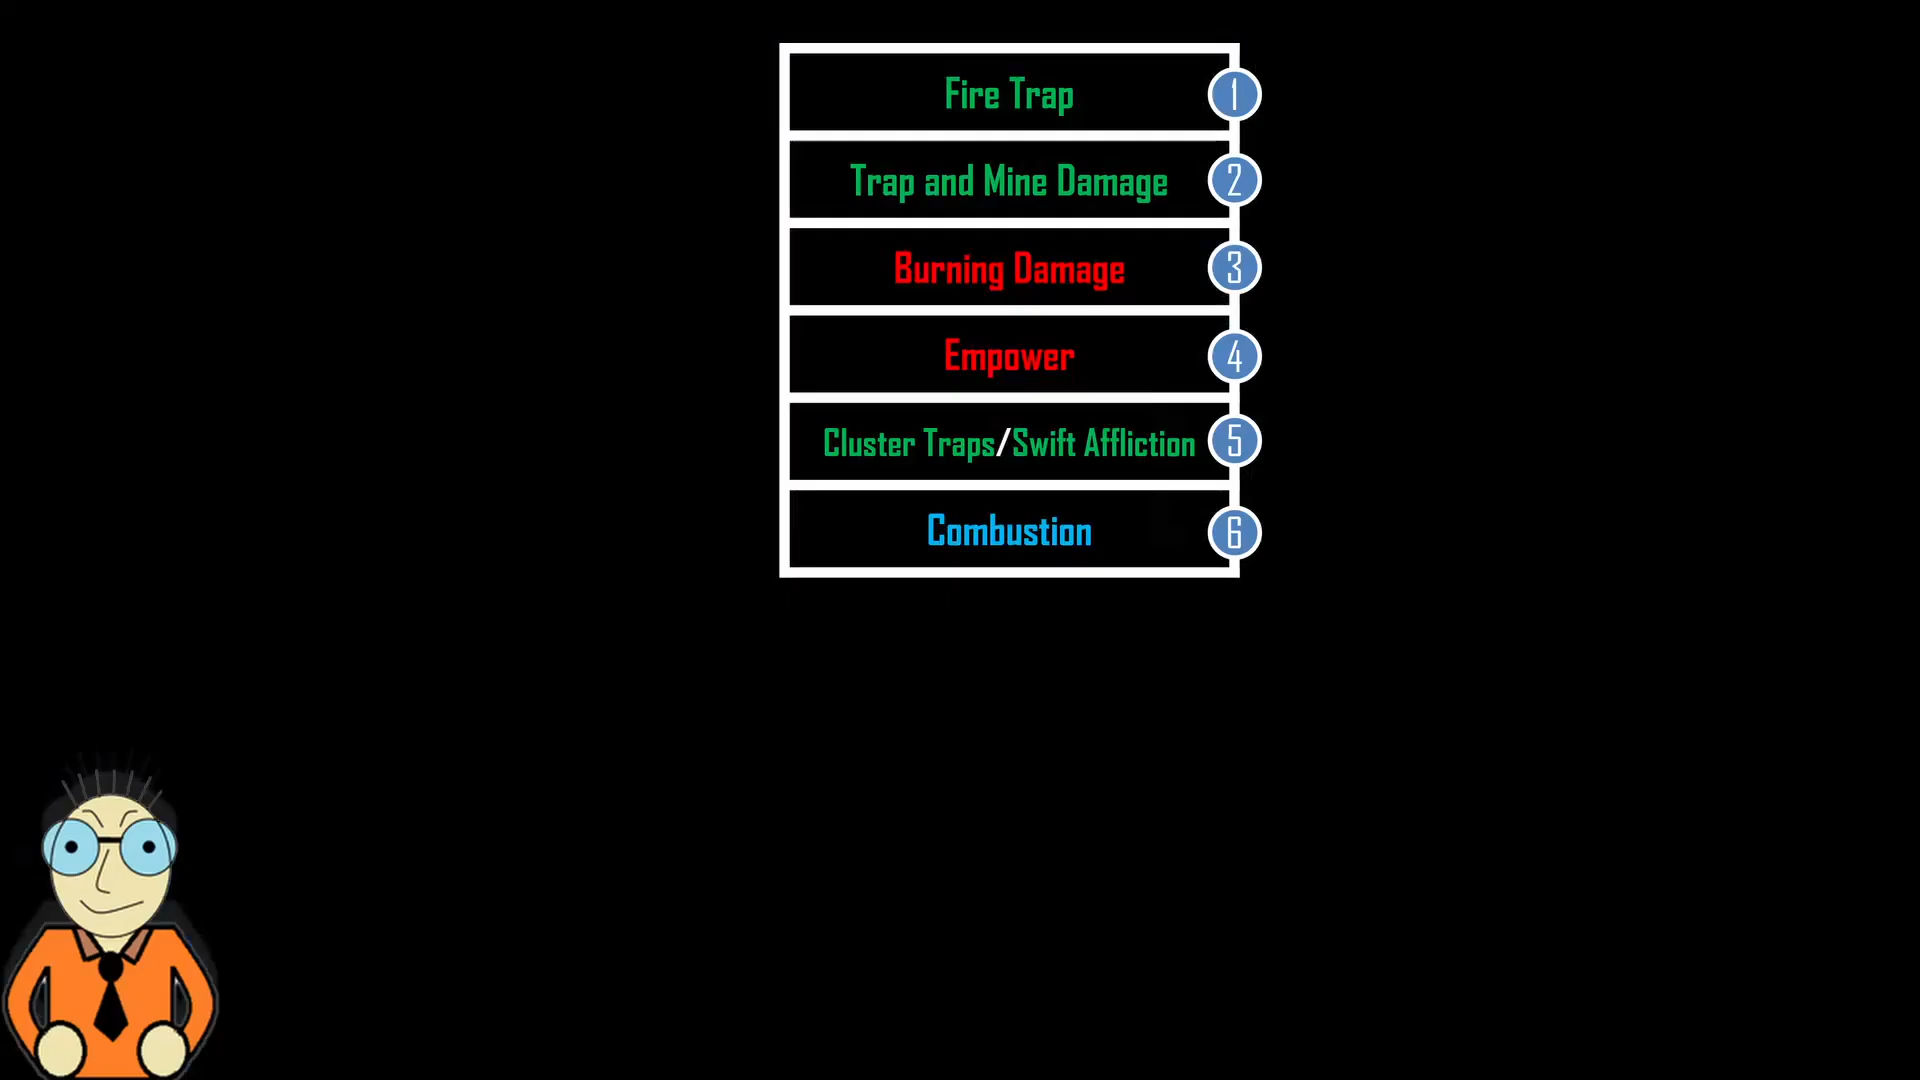 Fire Trap 1
Trap and Mine Damage 2
Burning Damage 3
Empower 4
Cluster Traps/Swift Affliction 5
Combustion 6